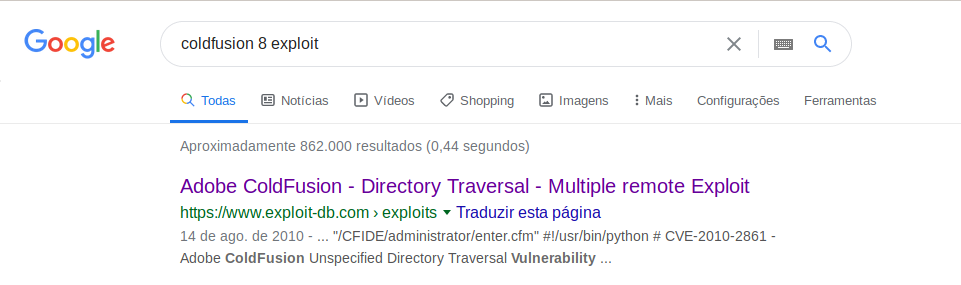 Google
coldfusion 8 exploit
Todas Notícias Vídeos Shopping Imagens Mais Configurações Ferramentas
Aproximadamente 862.000 resultados (0,44 segundos)
Adobe ColdFusion - Directory Traversal - Multiple remote Exploit
https://www.exploit-db.com › exploits Traduzir esta página
14 de ago. de 2010 - ... "/CFIDE/administrator/enter.cfm" #!/usr/bin/python # CVE-2010-2861 -
Adobe ColdFusion Unspecified Directory Traversal Vulnerability ...